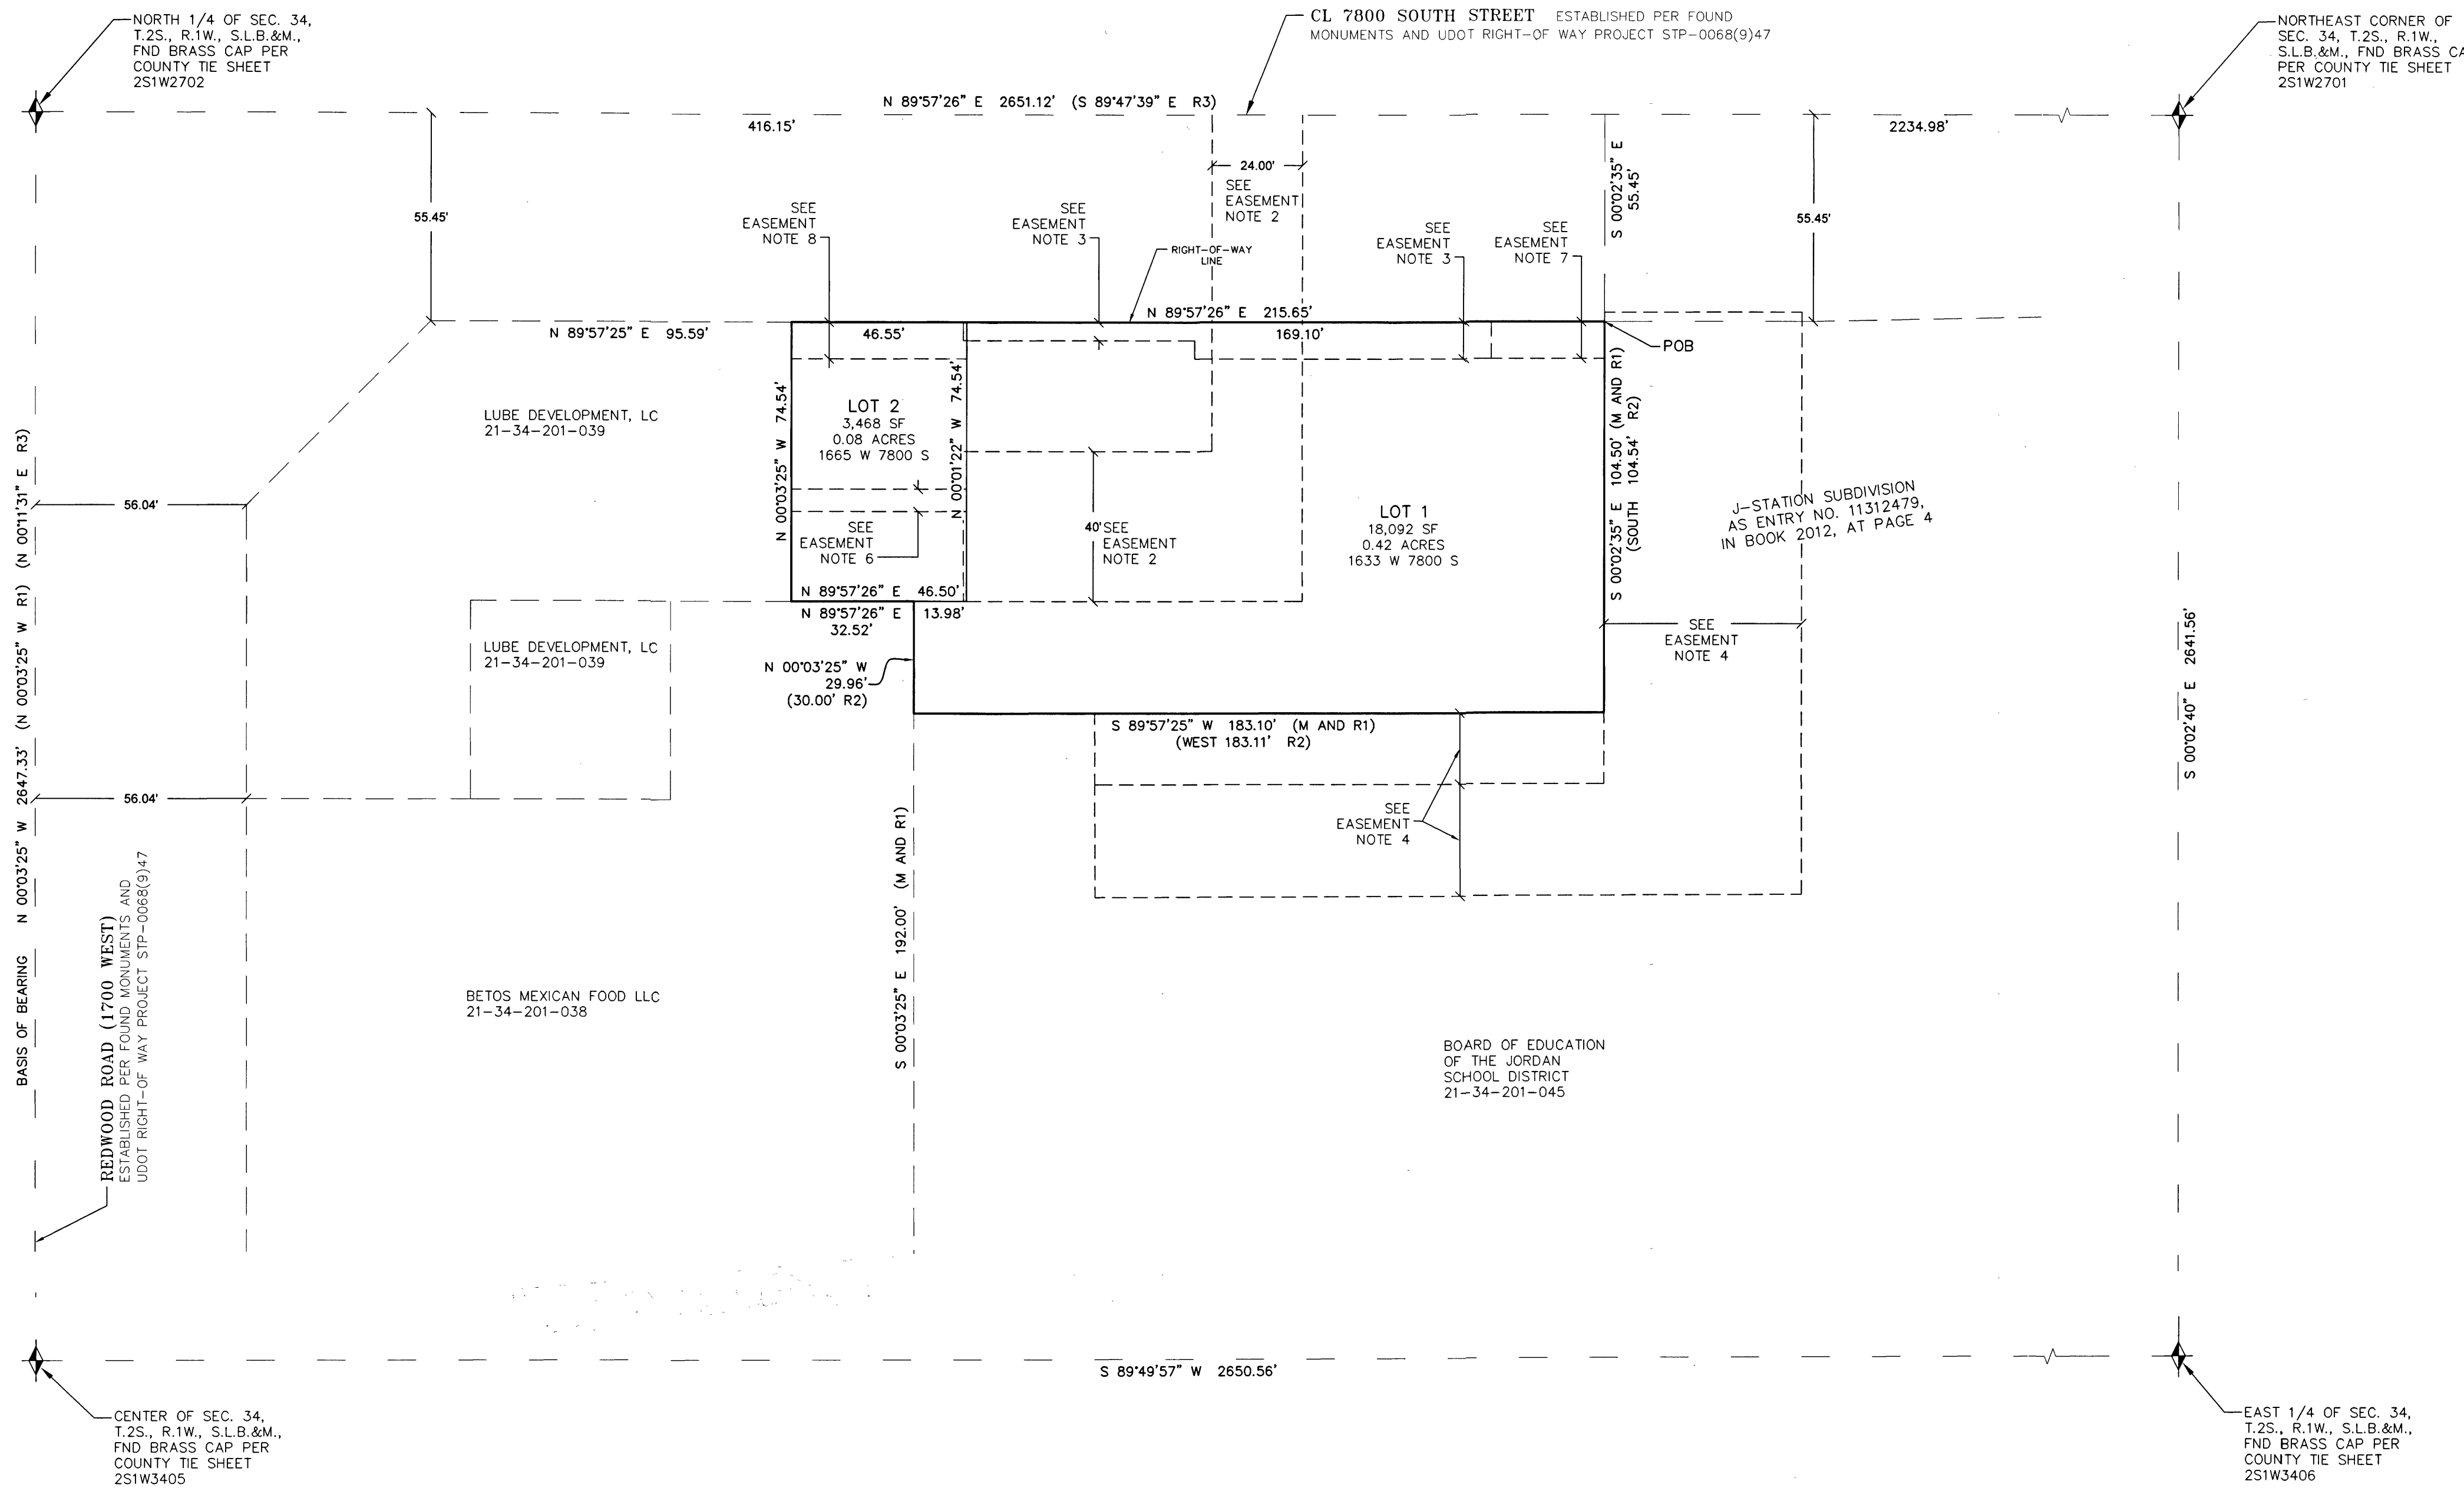 NORTH 1/4 OF SEC. 34,
T.2S., R.1W., S.L.B.&M.,
FND BRASS CAP PER
COUNTY TIE SHEET
2S1W2702
CL 7800 SOUTH STREET ESTABLISHED PER FOUND
MONUMENTS AND UDOT RIGHT-OF WAY PROJECT STP-0068(9)47
NORTHEAST CORNER OF
SEC. 34, T.2S., R.1W.,
S.L.B.&M., FND BRASS CA
PER COUNTY TIE SHEET
2S1W2701
N 89°57'26" E 2651.12' (S 89°47'39" E R3)
416.15'
2234.98'
24.00'
SEE
EASEMENT
NOTE 2
S 00°02'35" E
55.45'
55.45'
55.45'
SEE
EASEMENT
NOTE 8
SEE
EASEMENT
NOTE 3
RIGHT-OF-WAY
LINE
SEE
EASEMENT
NOTE 3
SEE
EASEMENT
NOTE 7
N 89°57'25" E 95.59'
N 89°57'26" E 215.65'
46.55'
169.10'
POB
LUBE DEVELOPMENT, LC
21-34-201-039
N 00°03'25" W 74.54'
LOT 2
3,468 SF
0.08 ACRES
1665 W 7800 S
N 00°01'22" W 74.54'
S 00°02'35" E 104.50' (M AND R1)
(SOUTH 104.54' R2)
56.04'
SEE
EASEMENT
NOTE 6
40'
SEE
EASEMENT
NOTE 2
LOT 1
18,092 SF
0.42 ACRES
1633 W 7800 S
J-STATION SUBDIVISION
AS ENTRY NO. 11312479,
IN BOOK 2012, AT PAGE 4
N 89°57'26" E 46.50'
N 89°57'26" E
32.52'
13.98'
LUBE DEVELOPMENT, LC
21-34-201-039
N 00°03'25" W
29.96'
(30.00' R2)
SEE
EASEMENT
NOTE 4
S 89°57'25" W 183.10' (M AND R1)
(WEST 183.11' R2)
56.04'
SEE
EASEMENT
NOTE 4
BASIS OF BEARING N 00°03'25" W 2647.33' (N 00°03'25" W R1) (N 00°11'31" E R3)
REDWOOD ROAD (1700 WEST)
ESTABLISHED PER FOUND MONUMENTS AND
UDOT RIGHT-OF WAY PROJECT STP-0068(9)47
S 00°03'25" E 192.00' (M AND R1)
S 00°02'40" E 2641.56'
BETOS MEXICAN FOOD LLC
21-34-201-038
BOARD OF EDUCATION
OF THE JORDAN
SCHOOL DISTRICT
21-34-201-045
S 89°49'57" W 2650.56'
CENTER OF SEC. 34,
T.2S., R.1W., S.L.B.&M.,
FND BRASS CAP PER
COUNTY TIE SHEET
2S1W3405
EAST 1/4 OF SEC. 34,
T.2S., R.1W., S.L.B.&M.,
FND BRASS CAP PER
COUNTY TIE SHEET
2S1W3406